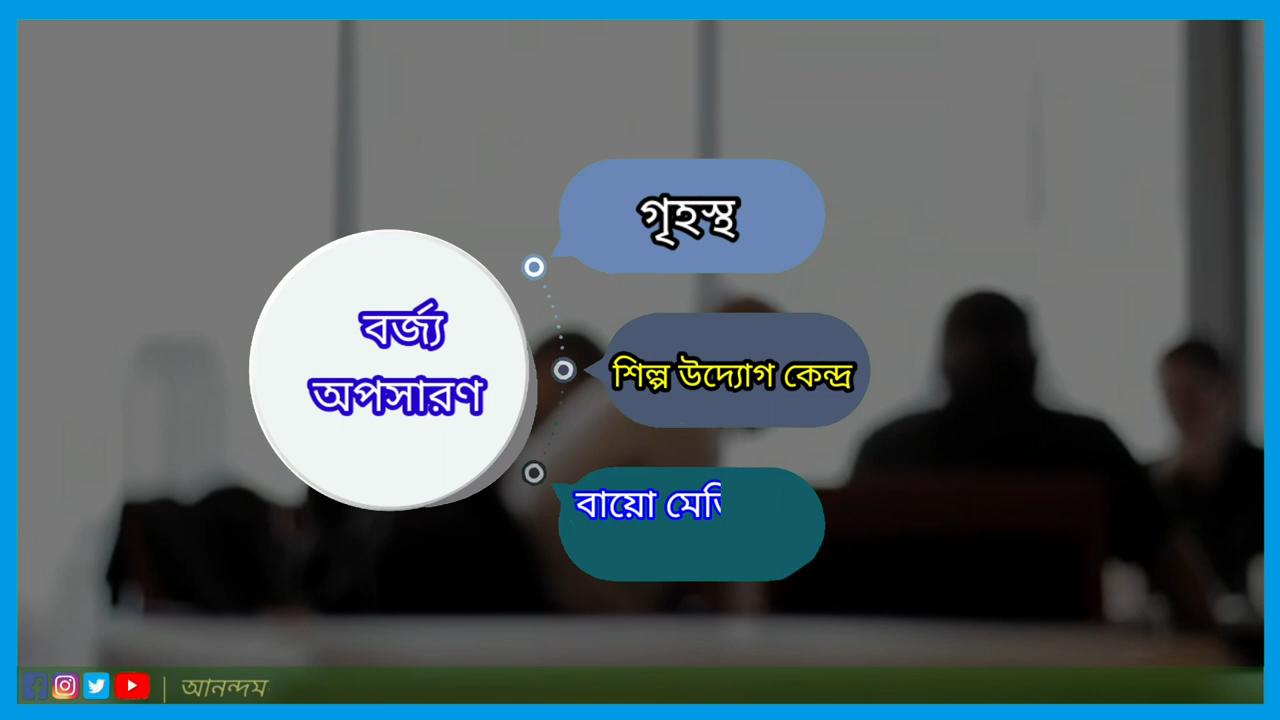 বর্জ্য
অপসারণ
গৃহস্থ
শিল্প উদ্যোগ কেন্দ্র
বায়ো
আনন্দম